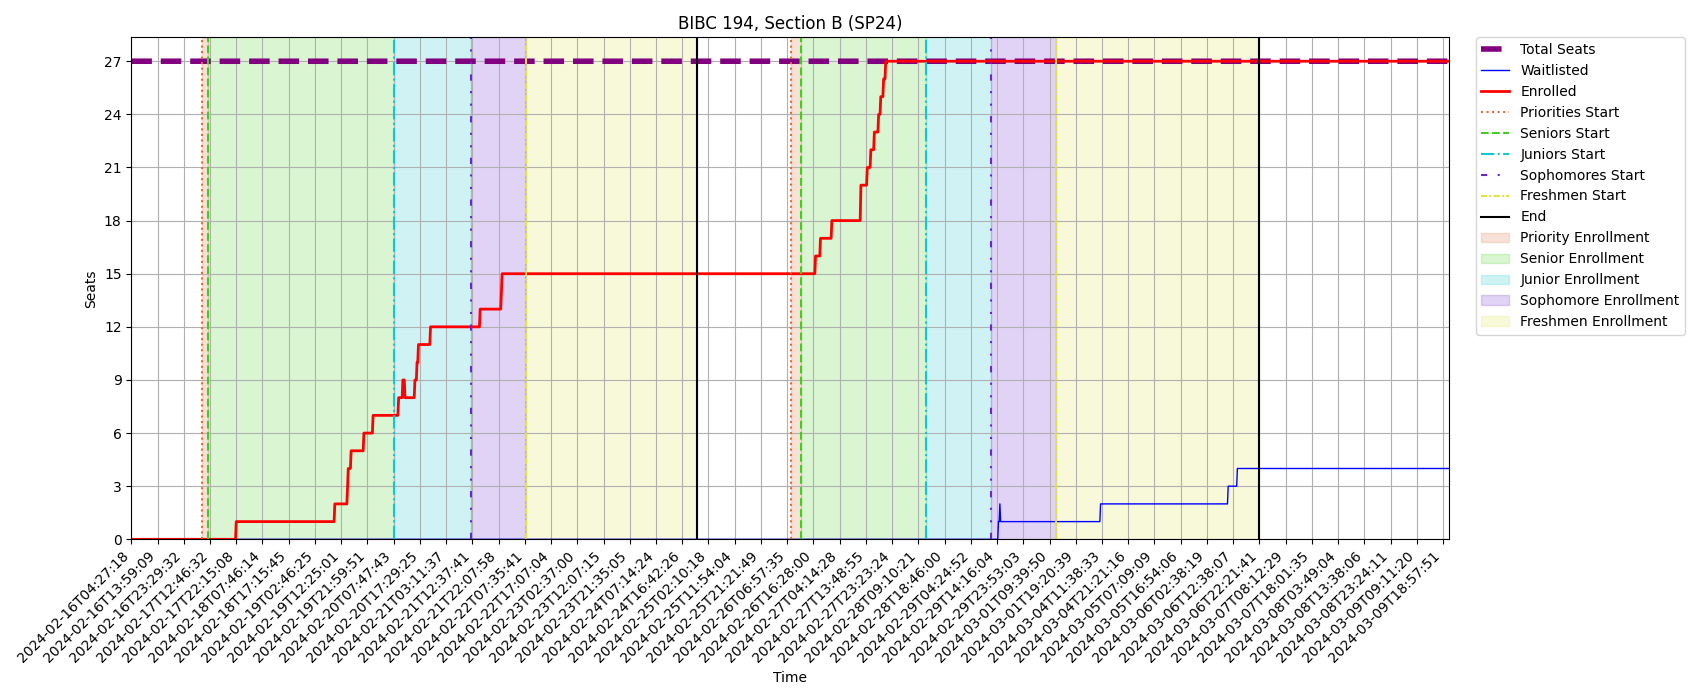 BIBC 194, Section B (SP24)
Seats
27
24
21
18
15
12
9
6
3
0
2024-02-16T04:27:18
2024-02-16T13:59:09
2024-02-16T23:29:32
2024-02-17T12:46:32
2024-02-17T22:15:08
2024-02-18T07:46:14
2024-02-18T17:15:45
2024-02-19T02:46:25
2024-02-19T12:25:01
2024-02-19T21:59:51
2024-02-20T07:47:43
2024-02-20T17:29:25
2024-02-21T03:11:37
2024-02-21T12:37:41
2024-02-21T22:07:58
2024-02-22T07:35:41
2024-02-22T17:07:04
2024-02-23T02:37:00
2024-02-23T12:07:15
2024-02-23T21:35:05
2024-02-24T07:14:24
2024-02-24T16:42:26
2024-02-25T02:10:18
2024-02-25T11:54:04
2024-02-25T21:21:49
2024-02-26T06:57:35
2024-02-26T16:28:00
2024-02-27T04:14:28
2024-02-27T13:48:55
2024-02-27T23:23:24
2024-02-28T09:10:21
2024-02-28T18:46:00
2024-02-29T04:24:52
2024-02-29T14:16:04
2024-02-29T23:53:03
2024-03-01T09:39:50
2024-03-01T19:20:39
2024-03-04T11:38:33
2024-03-04T21:21:16
2024-03-05T07:09:09
2024-03-05T16:54:06
2024-03-06T02:38:19
2024-03-06T12:38:07
2024-03-06T22:21:41
2024-03-07T08:12:29
2024-03-07T18:01:35
2024-03-08T03:49:04
2024-03-08T13:38:06
2024-03-08T23:24:11
2024-03-09T09:11:20
2024-03-09T18:57:51
Time
Total Seats
Waitlisted
Enrolled
Priorities Start
Seniors Start
Juniors Start
Sophomores Start
Freshmen Start
End
Priority Enrollment
Senior Enrollment
Junior Enrollment
Sophomore Enrollment
Freshmen Enrollment